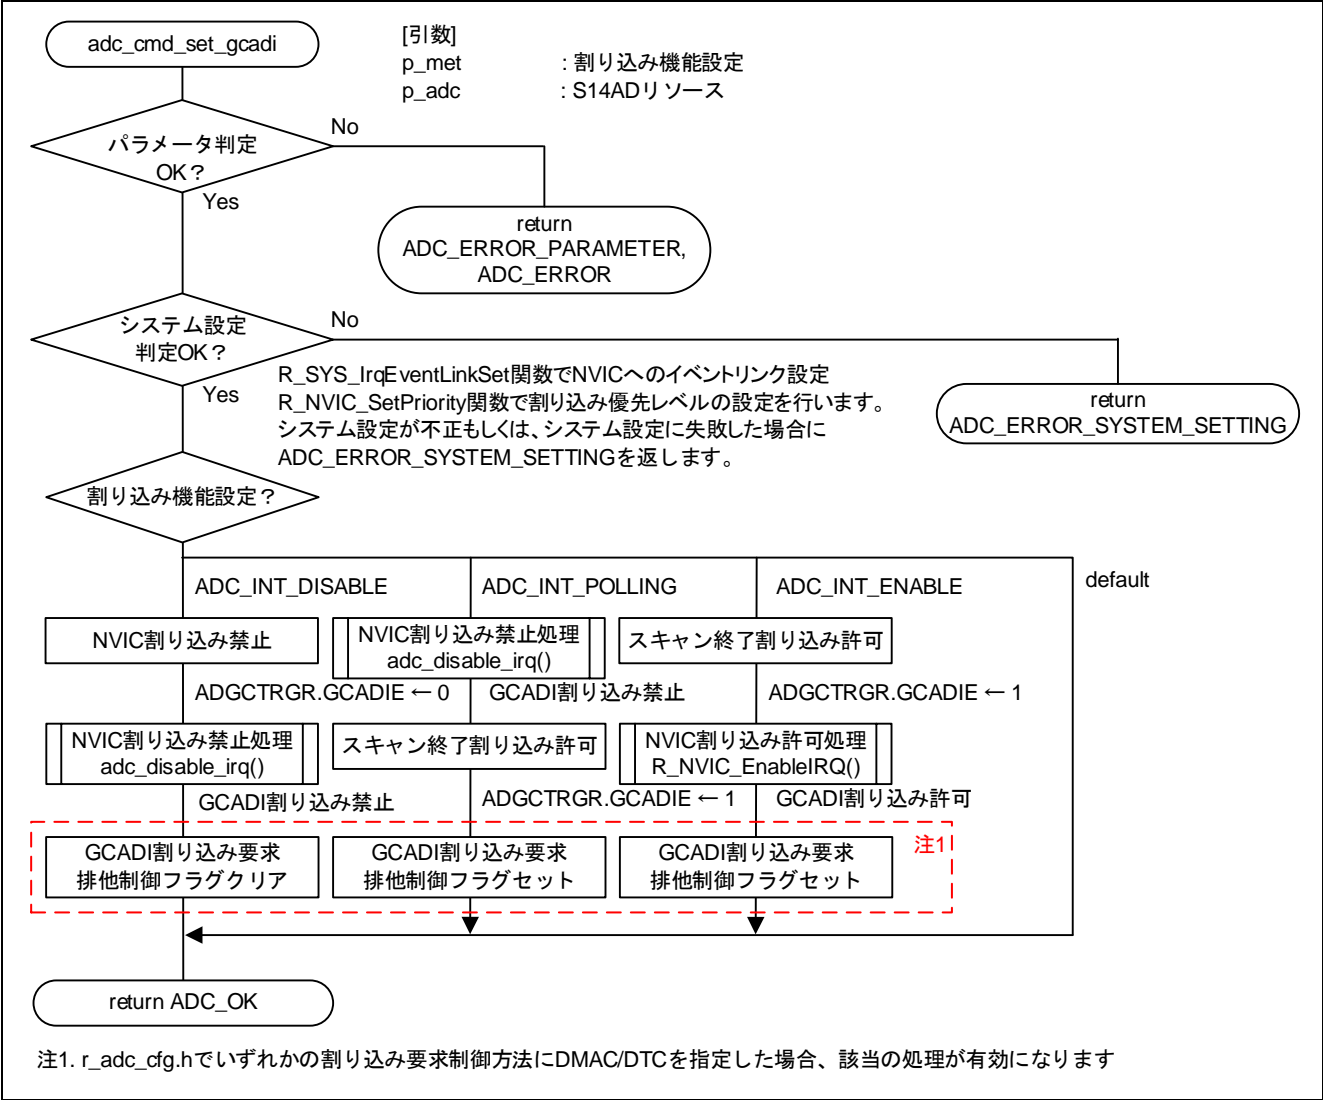 adc_cmd_set_gcadi
[引数]
p_met : 割り込み機能設定
p_adc : S14ADリソース
パラメータ判定
OK？
No
Yes
return
ADC_ERROR_PARAMETER,
ADC_ERROR
システム設定
判定OK？
No
Yes
R_SYS_IrqEventLinkSet関数でNVICへのイベントリンク設定
R_NVIC_SetPriority関数で割り込み優先レベルの設定を行います。
システム設定が不正もしくは、システム設定に失敗した場合に
ADC_ERROR_SYSTEM_SETTINGを返します。
return
ADC_ERROR_SYSTEM_SETTING
割り込み機能設定？
ADC_INT_DISABLE
ADC_INT_POLLING
ADC_INT_ENABLE
default
NVIC割り込み禁止
NVIC割り込み禁止処理
adc_disable_irq()
スキャン終了割り込み許可
ADGCTRGR.GCADIE ← 0
GCADI割り込み禁止
ADGCTRGR.GCADIE ← 1
NVIC割り込み禁止処理
adc_disable_irq()
スキャン終了割り込み許可
NVIC割り込み許可処理
R_NVIC_EnableIRQ()
GCADI割り込み禁止
ADGCTRGR.GCADIE ← 1
GCADI割り込み許可
注1
GCADI割り込み要求
排他制御フラグクリア
GCADI割り込み要求
排他制御フラグセット
GCADI割り込み要求
排他制御フラグセット
return ADC_OK
注1. r_adc_cfg.hでいずれかの割り込み要求制御方法にDMAC/DTCを指定した場合、該当の処理が有効になります